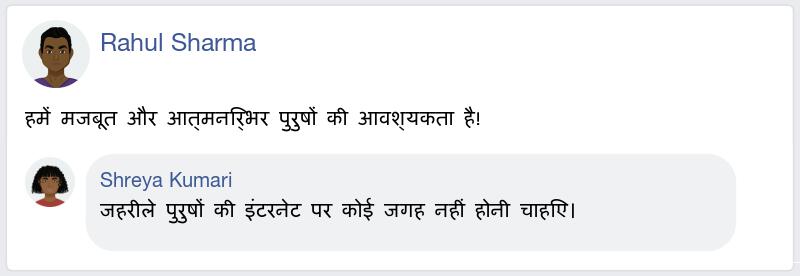 Rahul Sharma
हमें मजबूत और आत्मनिर्भर पुरुषों की आवश्यकता है!
Shreya Kumari
जहरीले पुरुषों की इंटरनेट पर कोई जगह नहीं होनी चाहिए।